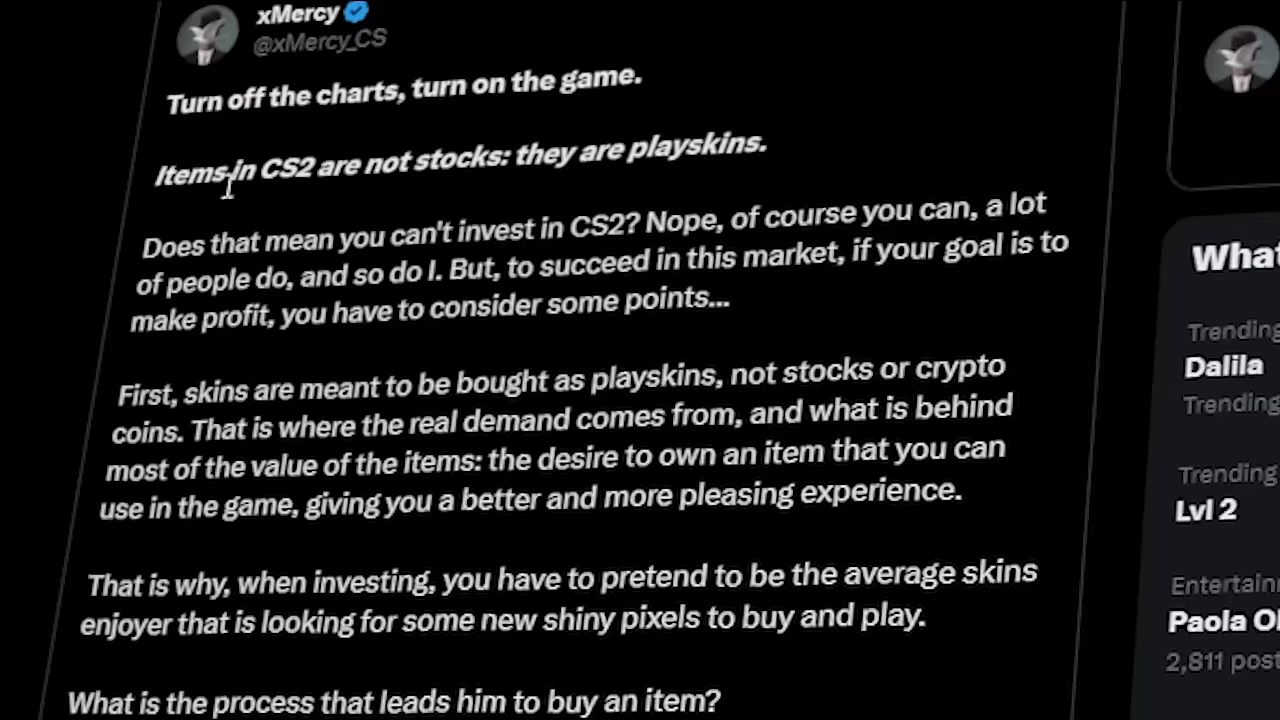 xMercy
@xMercy_CS
Turn off the charts, turn on the game.
Items in CS2 are not stocks: they are playskins.
Does that mean you can't invest in CS2? Nope, of course you can, a lot
of people do, and so do I. But, to succeed in this market, if your goal is to
make profit, you have to consider some points...
First, skins are meant to be bought as playskins, not stocks or crypto
coins. That is where the real demand comes from, and what is behind
most of the value of the items: the desire to own an item that you can
use in the game, giving you a better and more pleasing experience.
That is why, when investing, you have to pretend to be the average skins
enjoyer that is looking for some new shiny pixels to buy and play.
What is the process that leads him to buy an item?
What
Trending
Dalila
Trending
Trending
Lvl 2
Paola
2,811